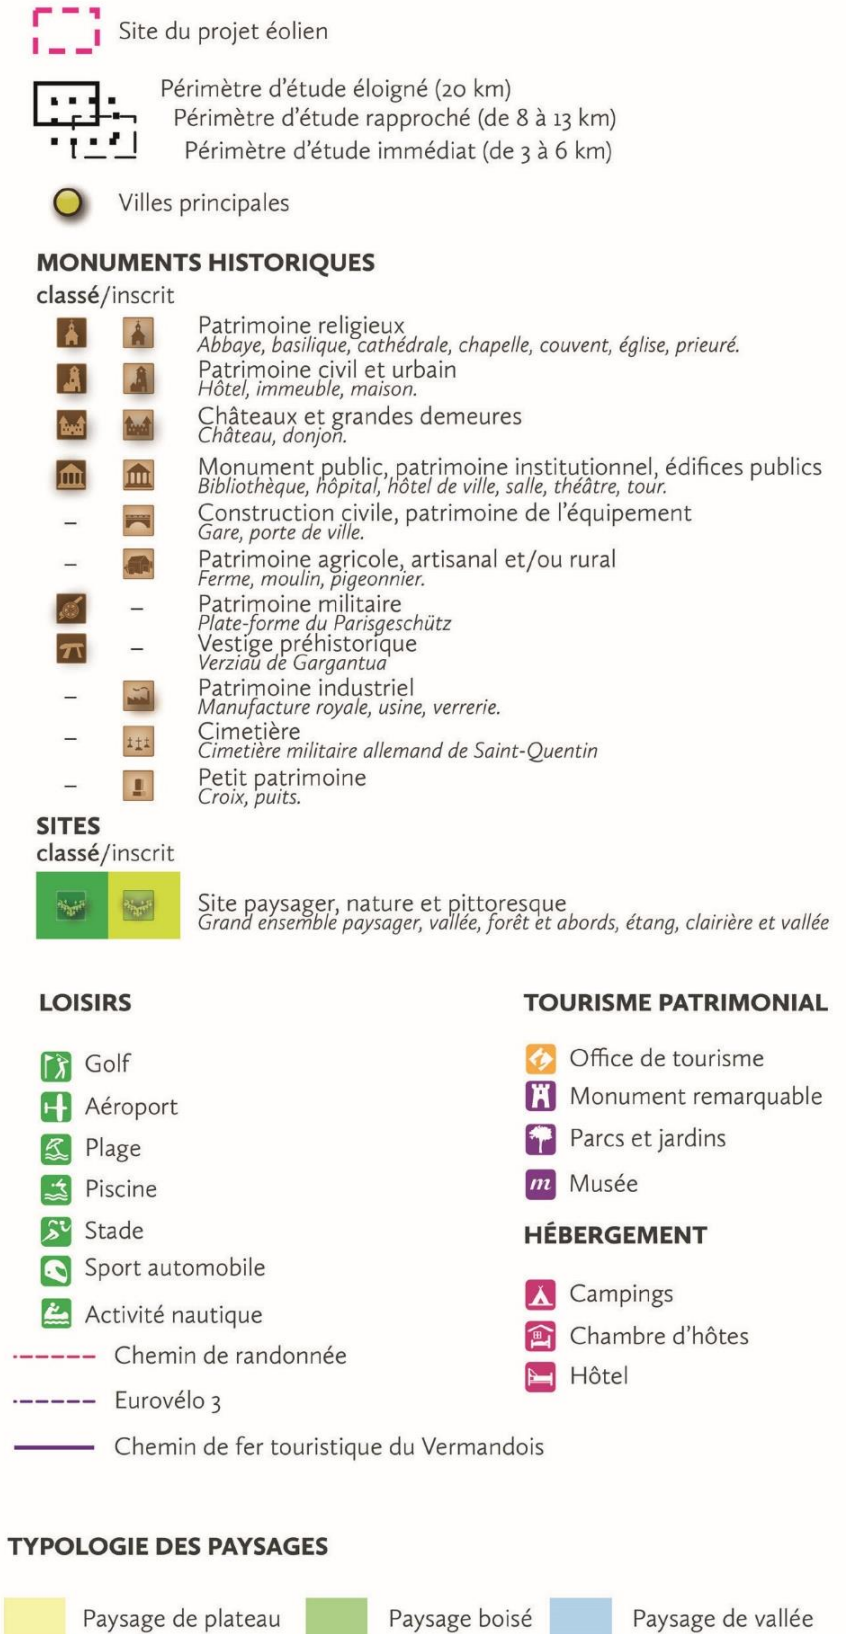 Site du projet éolien
Périmètre d'étude éloigné (20 km)
Périmètre d'étude rapproché (de 8 à 13 km)
Périmètre d'étude immédiat (de 3 à 6 km)
Villes principales
MONUMENTS HISTORIQUES
classé/inscrit
Patrimoine religieux
Abbaye, basilique, cathédrale, chapelle, couvent, église, prieuré.
Patrimoine civil et urbain
Hôtel, immeuble, maison.
Châteaux et grandes demeures
Château, donjon.
Monument public, patrimoine institutionnel, édifices publics
Bibliothèque, hôpital, hôtel de ville, salle, théâtre, tour.
– Construction civile, patrimoine de l'équipement
Gare, porte de ville.
– Patrimoine agricole, artisanal et/ou rural
Ferme, moulin, pigeonnier.
– Patrimoine militaire
Plate-forme du Parisgeschütz
– Vestige préhistorique
Verziau de Gargantua
– Patrimoine industriel
Manufacture royale, usine, verrerie.
– Cimetière
Cimetière militaire allemand de Saint-Quentin
– Petit patrimoine
Croix, puits.
SITES
classé/inscrit
Site paysager, nature et pittoresque
Grand ensemble paysager, vallée, forêt et abords, étang, clairière et vallée
LOISIRS
Golf
Aéroport
Plage
Piscine
Stade
Sport automobile
Activité nautique
Chemin de randonnée
Eurovélo 3
Chemin de fer touristique du Vermandois
TOURISME PATRIMONIAL
Office de tourisme
Monument remarquable
Parcs et jardins
m Musée
HÉBERGEMENT
Campings
Chambre d'hôtes
Hôtel
TYPOLOGIE DES PAYSAGES
Paysage de plateau Paysage boisé Paysage de vallée